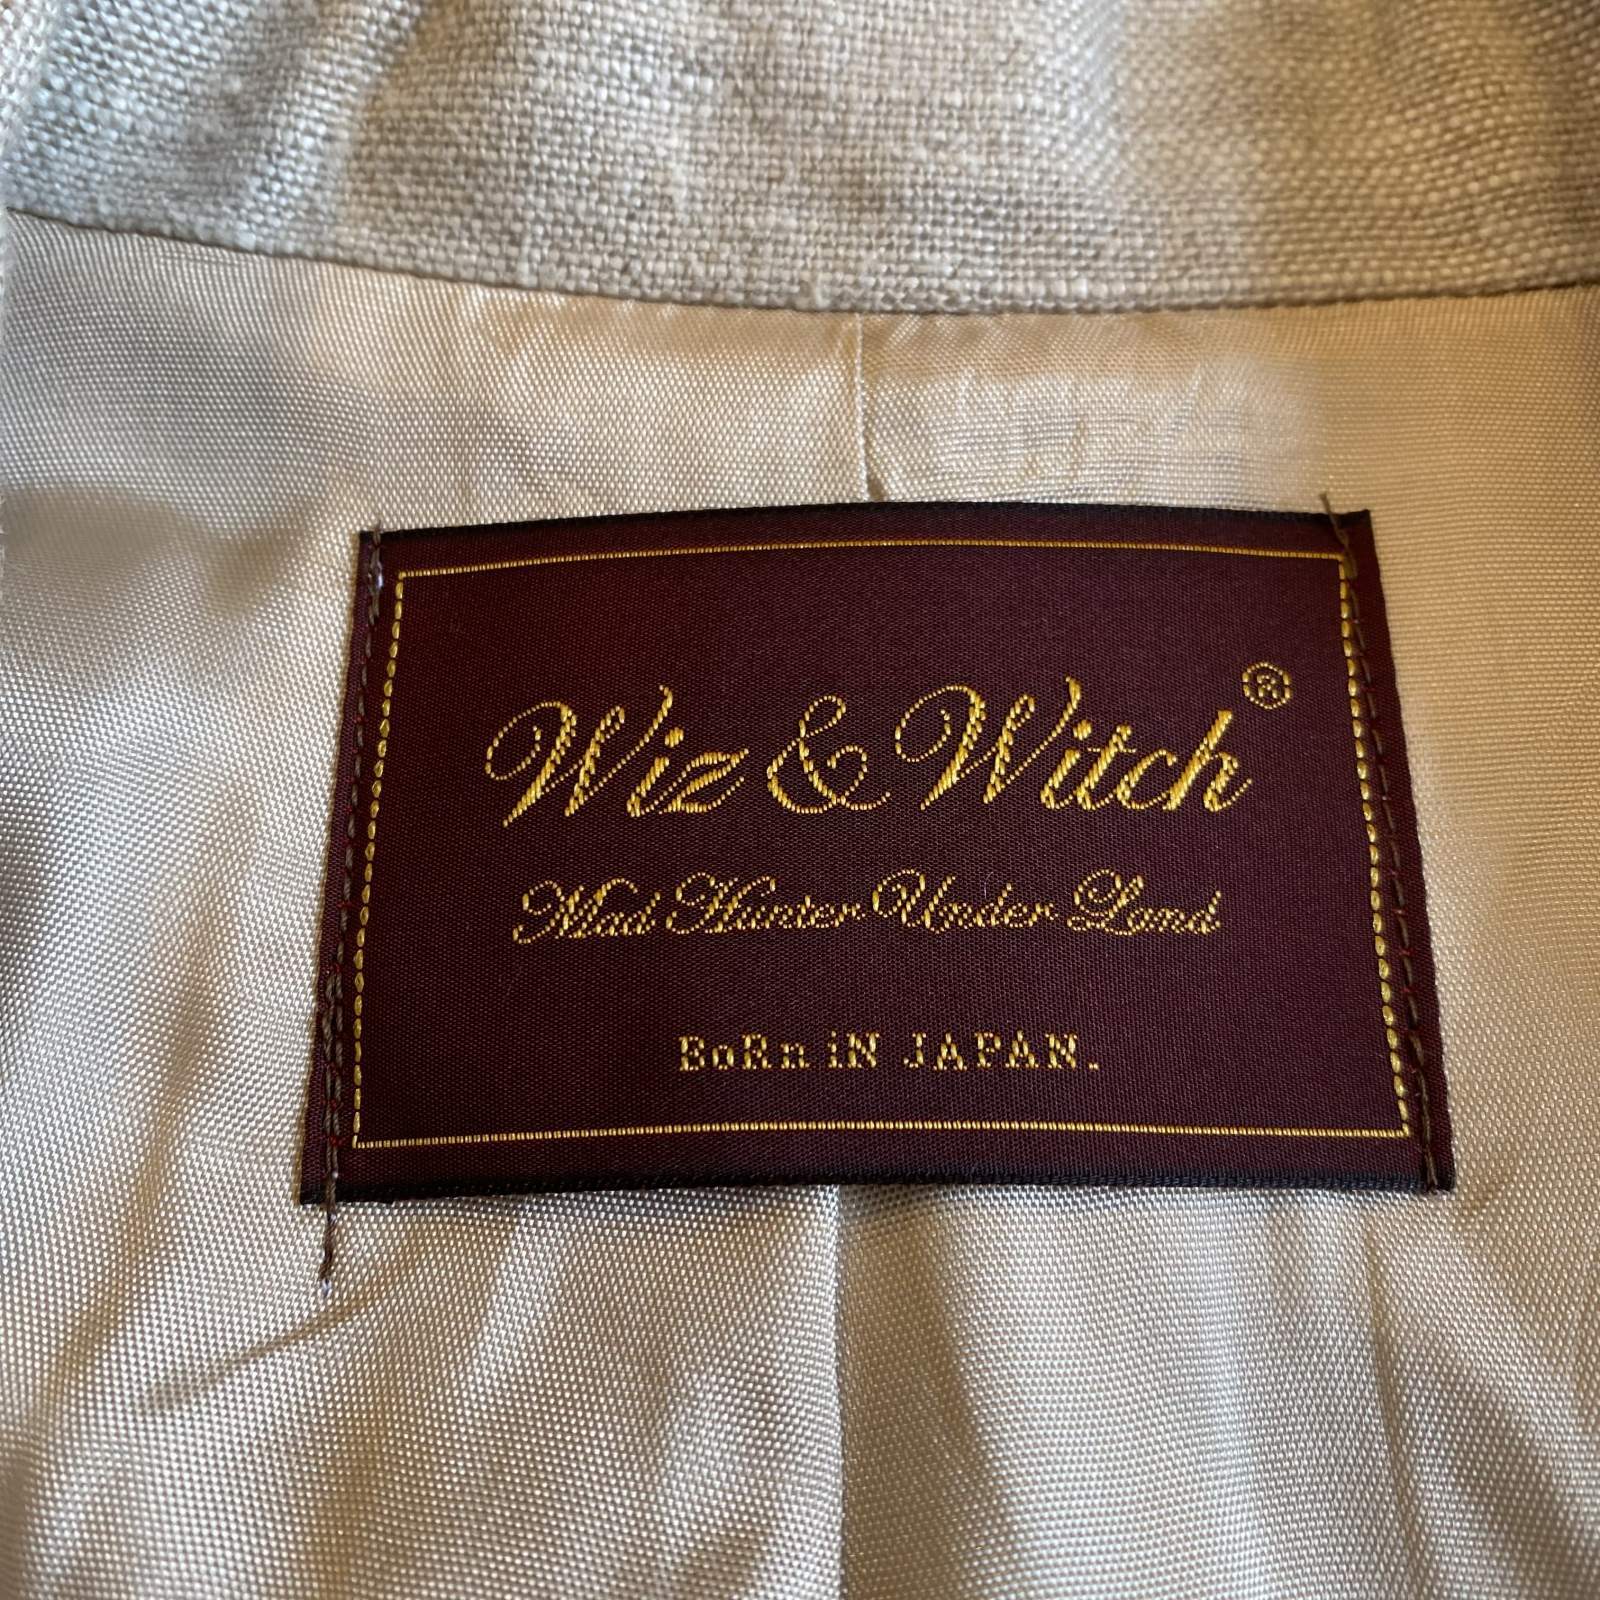 Wiz & Witch®
Mad Hunter Under Land
BoRn iN JAPAN.